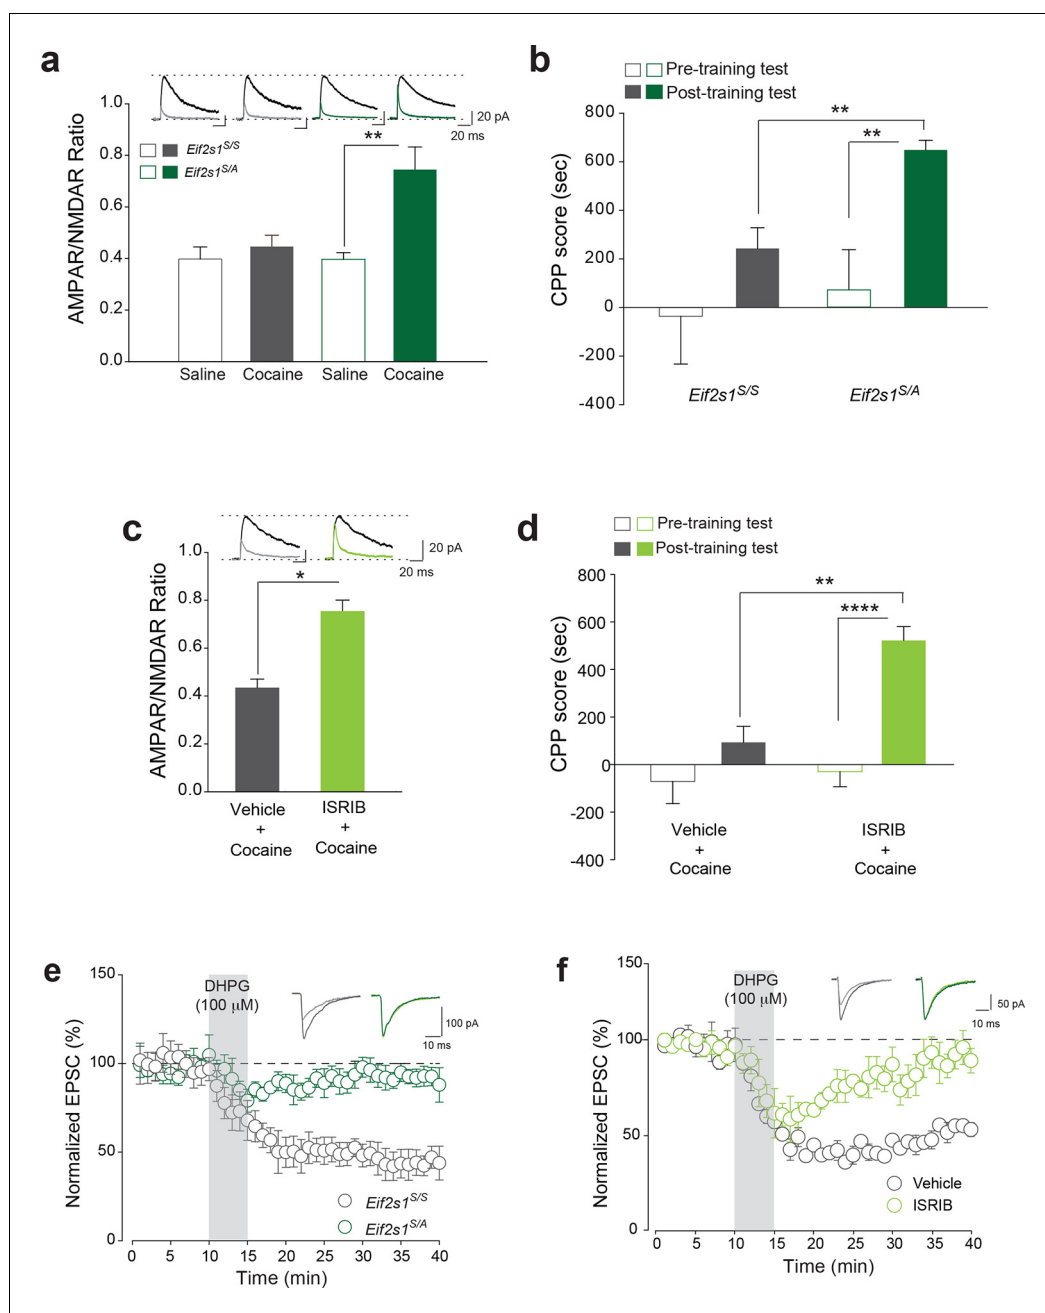 a
20 pA
20 ms
AMPAR/NMDAR Ratio
1.0
0.8
0.6
0.4
0.2
0.0
Eif2s1^S/S
Eif2s1^S/A
**
Saline
Cocaine
Saline
Cocaine
b
Pre-training test
Post-training test
CPP score (sec)
800
600
400
200
0
-200
-400
**
**
Eif2s1^S/S
Eif2s1^S/A
c
20 pA
20 ms
AMPAR/NMDAR Ratio
1.0
0.8
0.6
0.4
0.2
0.0
*
Vehicle
+
Cocaine
ISRIB
+
Cocaine
d
Pre-training test
Post-training test
CPP score (sec)
800
600
400
200
0
-200
-400
**
****
Vehicle
+
Cocaine
ISRIB
+
Cocaine
e
Normalized EPSC (%)
150
100
50
0
DHPG
(100 μM)
100 pA
10 ms
Eif2s1^S/S
Eif2s1^S/A
0 5 10 15 20 25 30 35 40
Time (min)
f
Normalized EPSC (%)
150
100
50
0
DHPG
(100 μM)
50 pA
10 ms
Vehicle
ISRIB
0 5 10 15 20 25 30 35 40
Time (min)